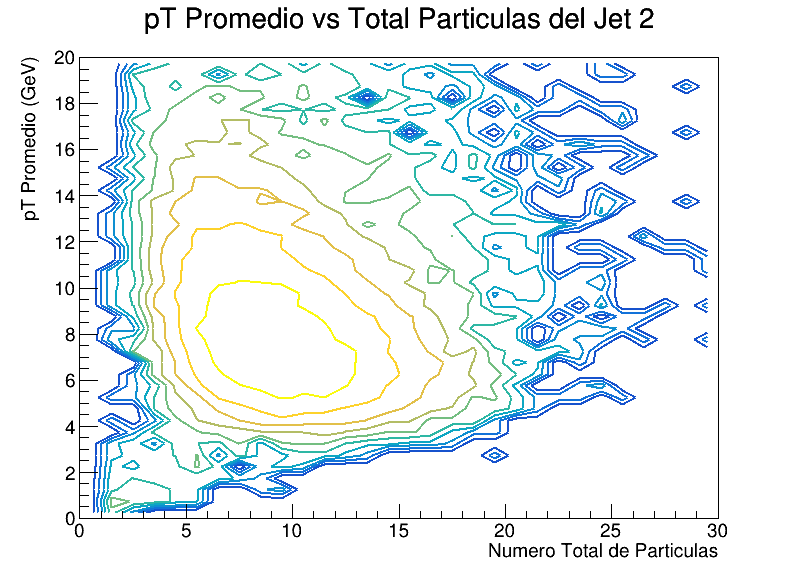 pT Promedio vs Total Particulas del Jet 2
pT Promedio (GeV)
20
18
16
14
12
10
8
6
4
2
0
0 5 10 15 20 25 30
Numero Total de Particulas